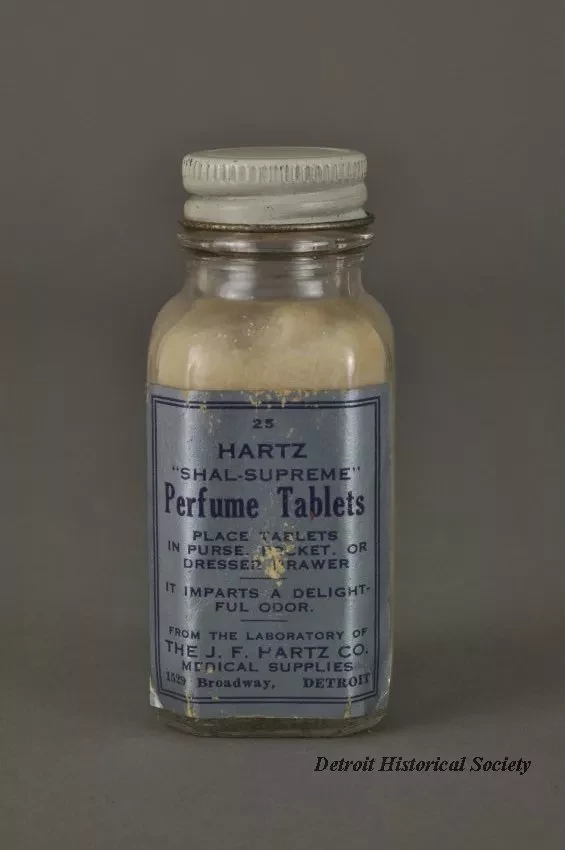 25
HARTZ
"SHAL-SUPREME"
Perfume Tablets
PLACE TABLETS
IN PURSE. POCKET. OR
DRESSER DRAWER
IT IMPARTS A DELIGHT-
FUL ODOR.
FROM THE LABORATORY OF
THE J. F. HARTZ CO.
MEDICAL SUPPLIES
1529 Broadway, DETROIT
Detroit Historical Society